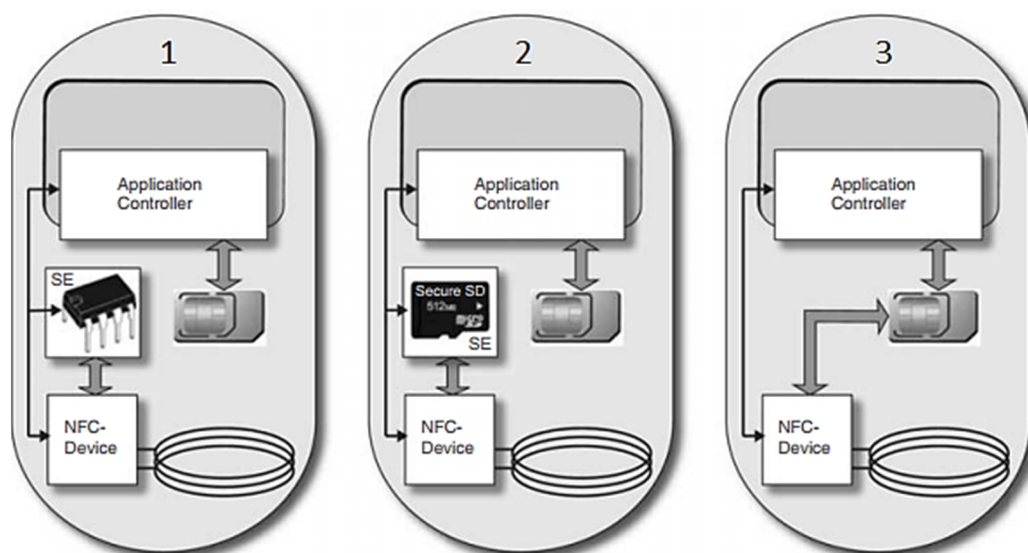 1
Application
Controller
SE
NFC-
Device
2
Application
Controller
Secure SD
512MB
SE
NFC-
Device
3
Application
Controller
NFC-
Device